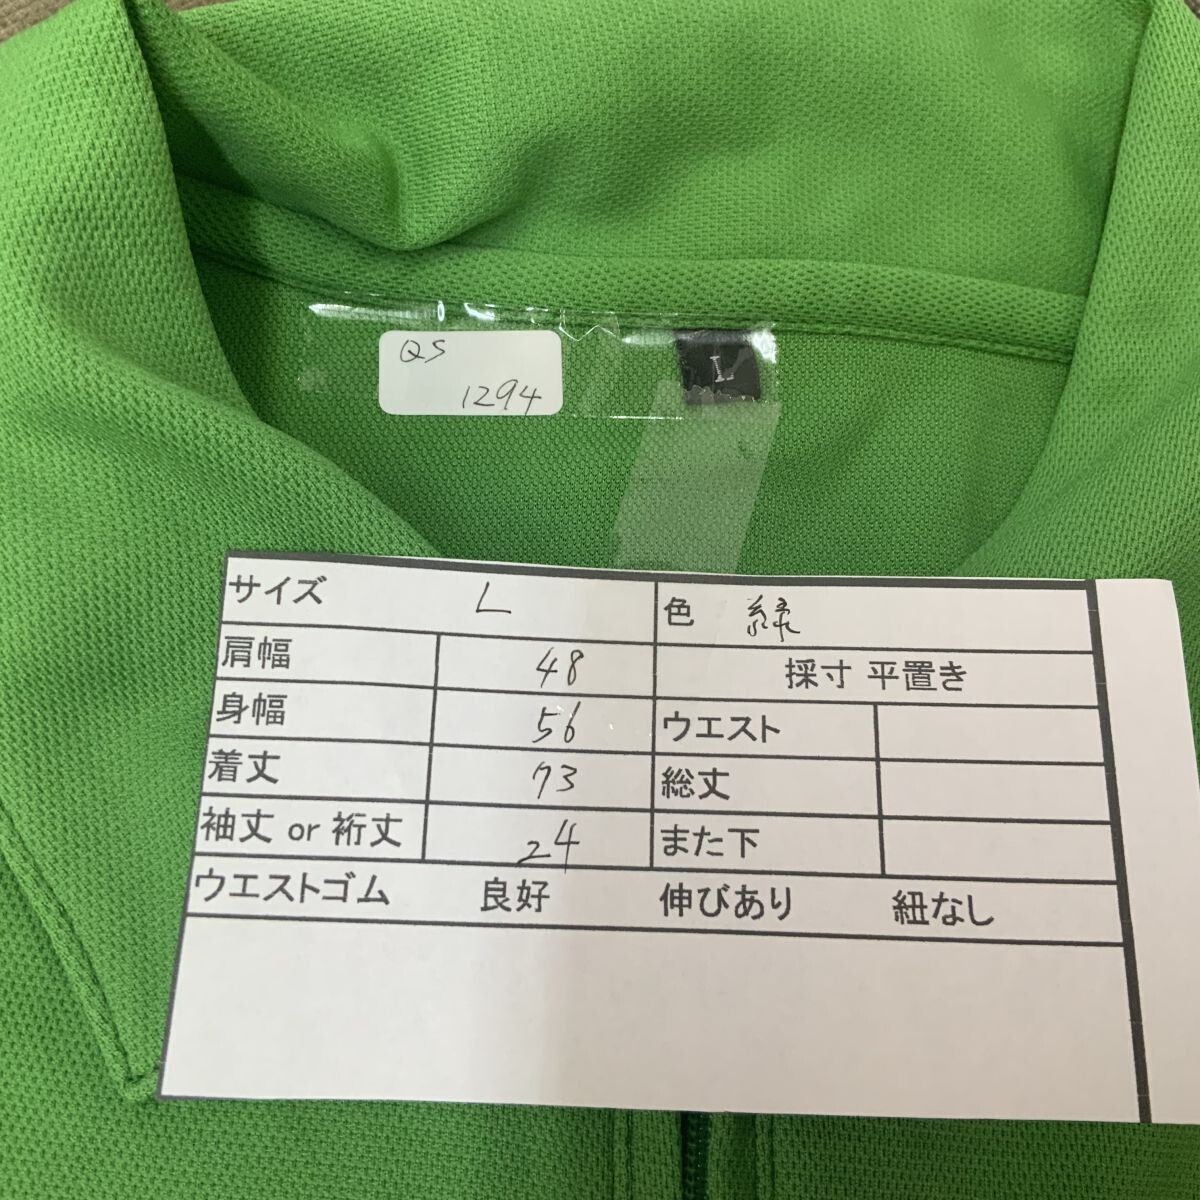 QS
1294
L
サイズ L 色 緑
肩幅 48 採寸 平置き
身幅 56 ウエスト
着丈 73 総丈
袖丈 or 裄丈 24 また下
ウエストゴム 良好 伸びあり 紐なし